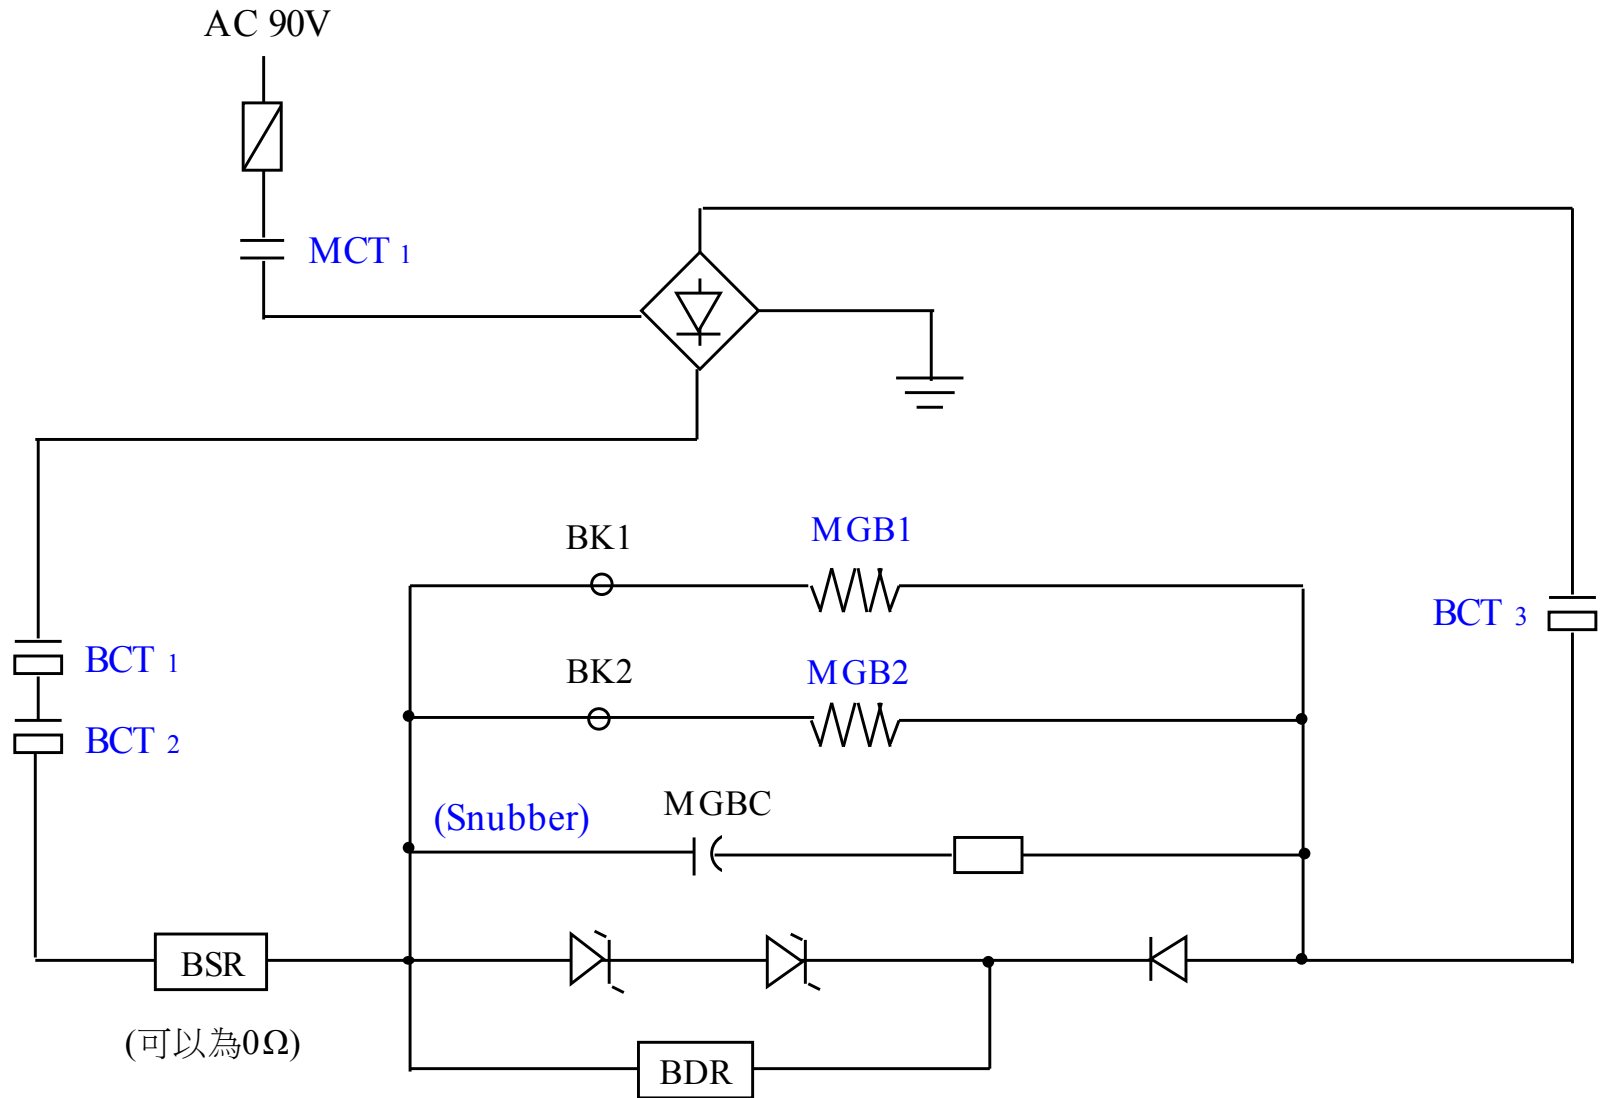 AC 90V
MCT 1
BK1
MGB1
BCT 3
BCT 1
BK2
MGB2
BCT 2
(Snubber)
MGBC
BSR
(可以為0Ω)
BDR